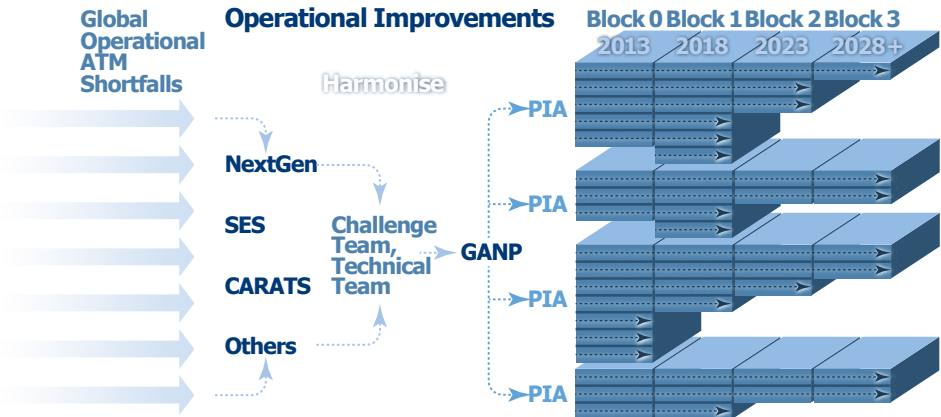 Global
Operational
ATM
Shortfalls
Operational Improvements
Block 0 Block 1 Block 2 Block 3
2013 2018 2023 2028+
Harmonise
NextGen
SES
CARATS
Others
Challenge
Team,
Technical
Team
GANP
PIA
PIA
PIA
PIA